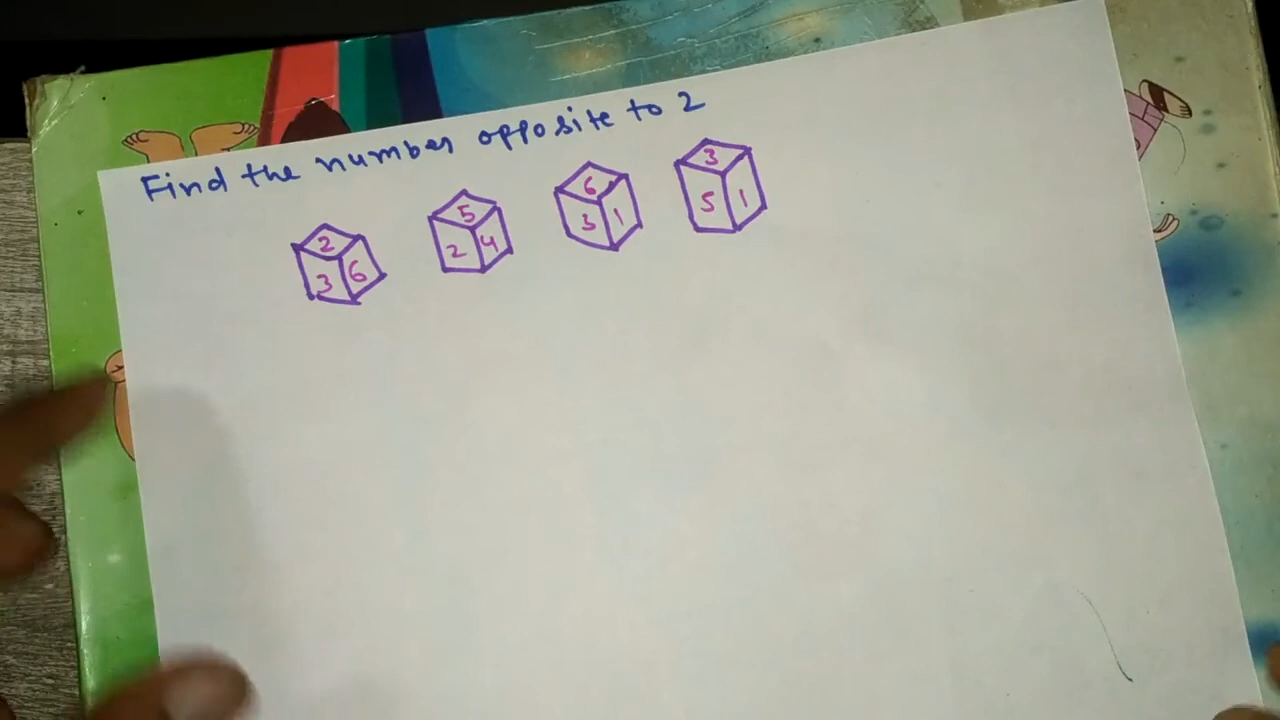 Find the number opposite to 2
2 3 6
5 2 4
6 3 1
3 5 1